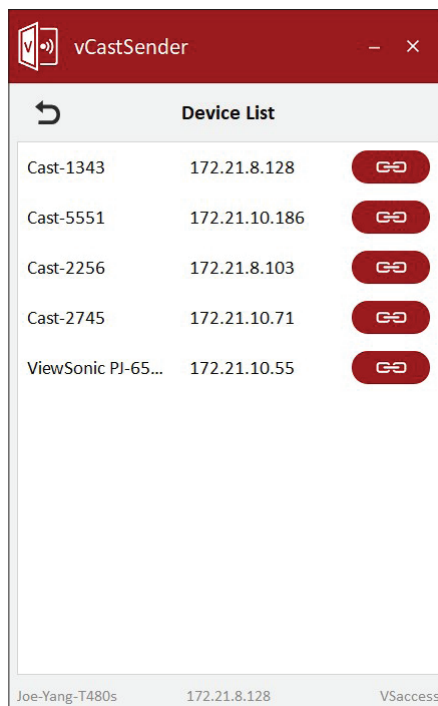 vCastSender
Device List
Cast-1343 172.21.8.128
Cast-5551 172.21.10.186
Cast-2256 172.21.8.103
Cast-2745 172.21.10.71
ViewSonic PJ-65... 172.21.10.55
Joe-Yang-T480s 172.21.8.128 VSaccess